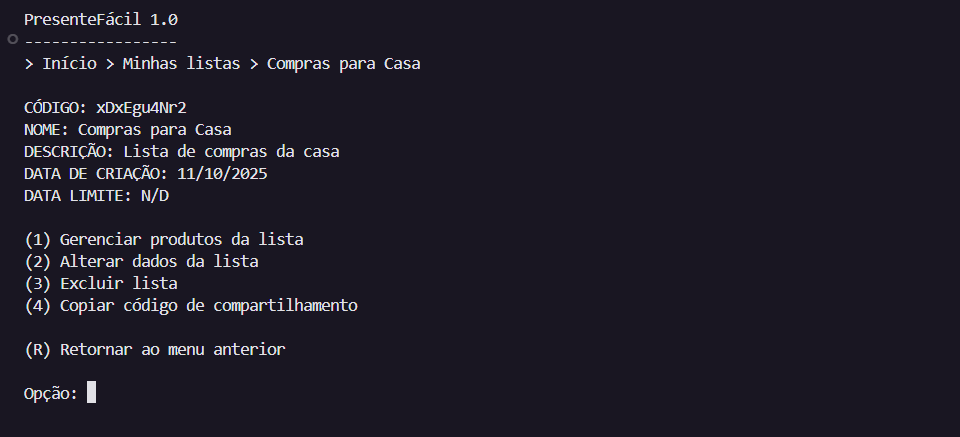 PresenteFácil 1.0
-----------------
> Início > Minhas listas > Compras para Casa
CÓDIGO: xDxEgu4Nr2
NOME: Compras para Casa
DESCRIÇÃO: Lista de compras da casa
DATA DE CRIAÇÃO: 11/10/2025
DATA LIMITE: N/D
(1) Gerenciar produtos da lista
(2) Alterar dados da lista
(3) Excluir lista
(4) Copiar código de compartilhamento
(R) Retornar ao menu anterior
Opção: